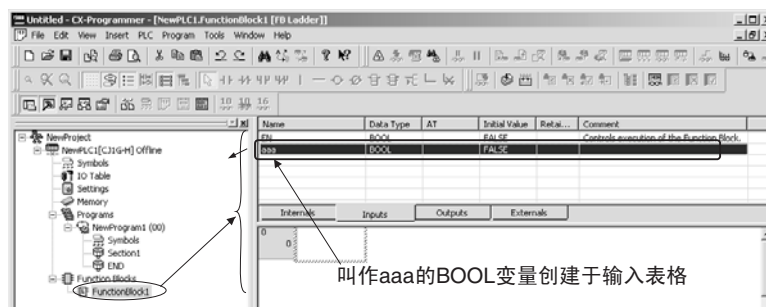 Untitled - CX-Programmer - [NewPLC1.FunctionBlock1 [FB Ladder]]
File Edit View Insert PLC Program Tools Window Help
10 10 16
Name Data Type AT Initial Value Retai... Comment
EN BOOL FALSE Controls execution of the Function Block.
aaa BOOL FALSE
NewProject
NewPLC1[CJ1G-H] Offline
Symbols
IO Table
Settings
Memory
Programs
NewProgram1 (00)
Symbols
Section1
END
Function Blocks
FunctionBlock1
Internals Inputs Outputs Externals
0
0
叫作aaa的BOOL变量创建于输入表格